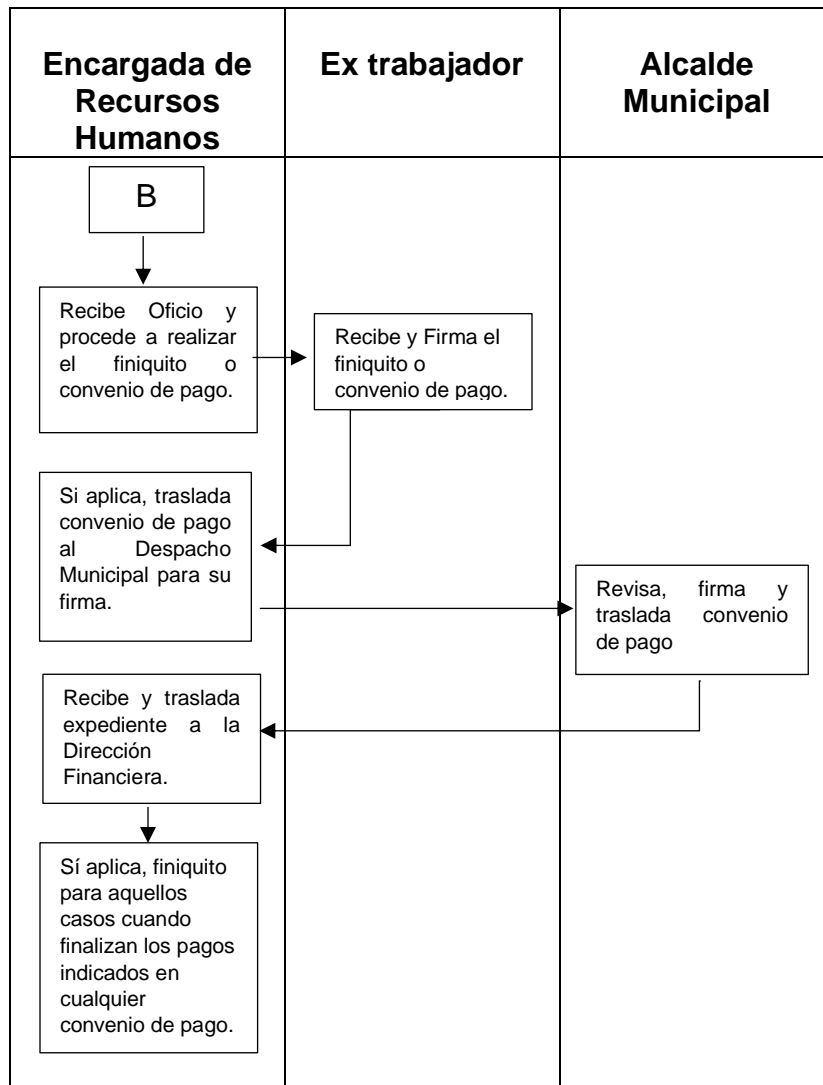 Encargada de
Recursos
Humanos
Ex trabajador
Alcalde
Municipal
B
Recibe Oficio y
procede a realizar
el finiquito o
convenio de pago.
Recibe y Firma el
finiquito o
convenio de pago.
Si aplica, traslada
convenio de pago
al Despacho
Municipal para su
firma.
Revisa, firma y
traslada convenio
de pago
Recibe y traslada
expediente a la
Dirección
Financiera.
Sí aplica, finiquito
para aquellos
casos cuando
finalizan los pagos
indicados en
cualquier
convenio de pago.